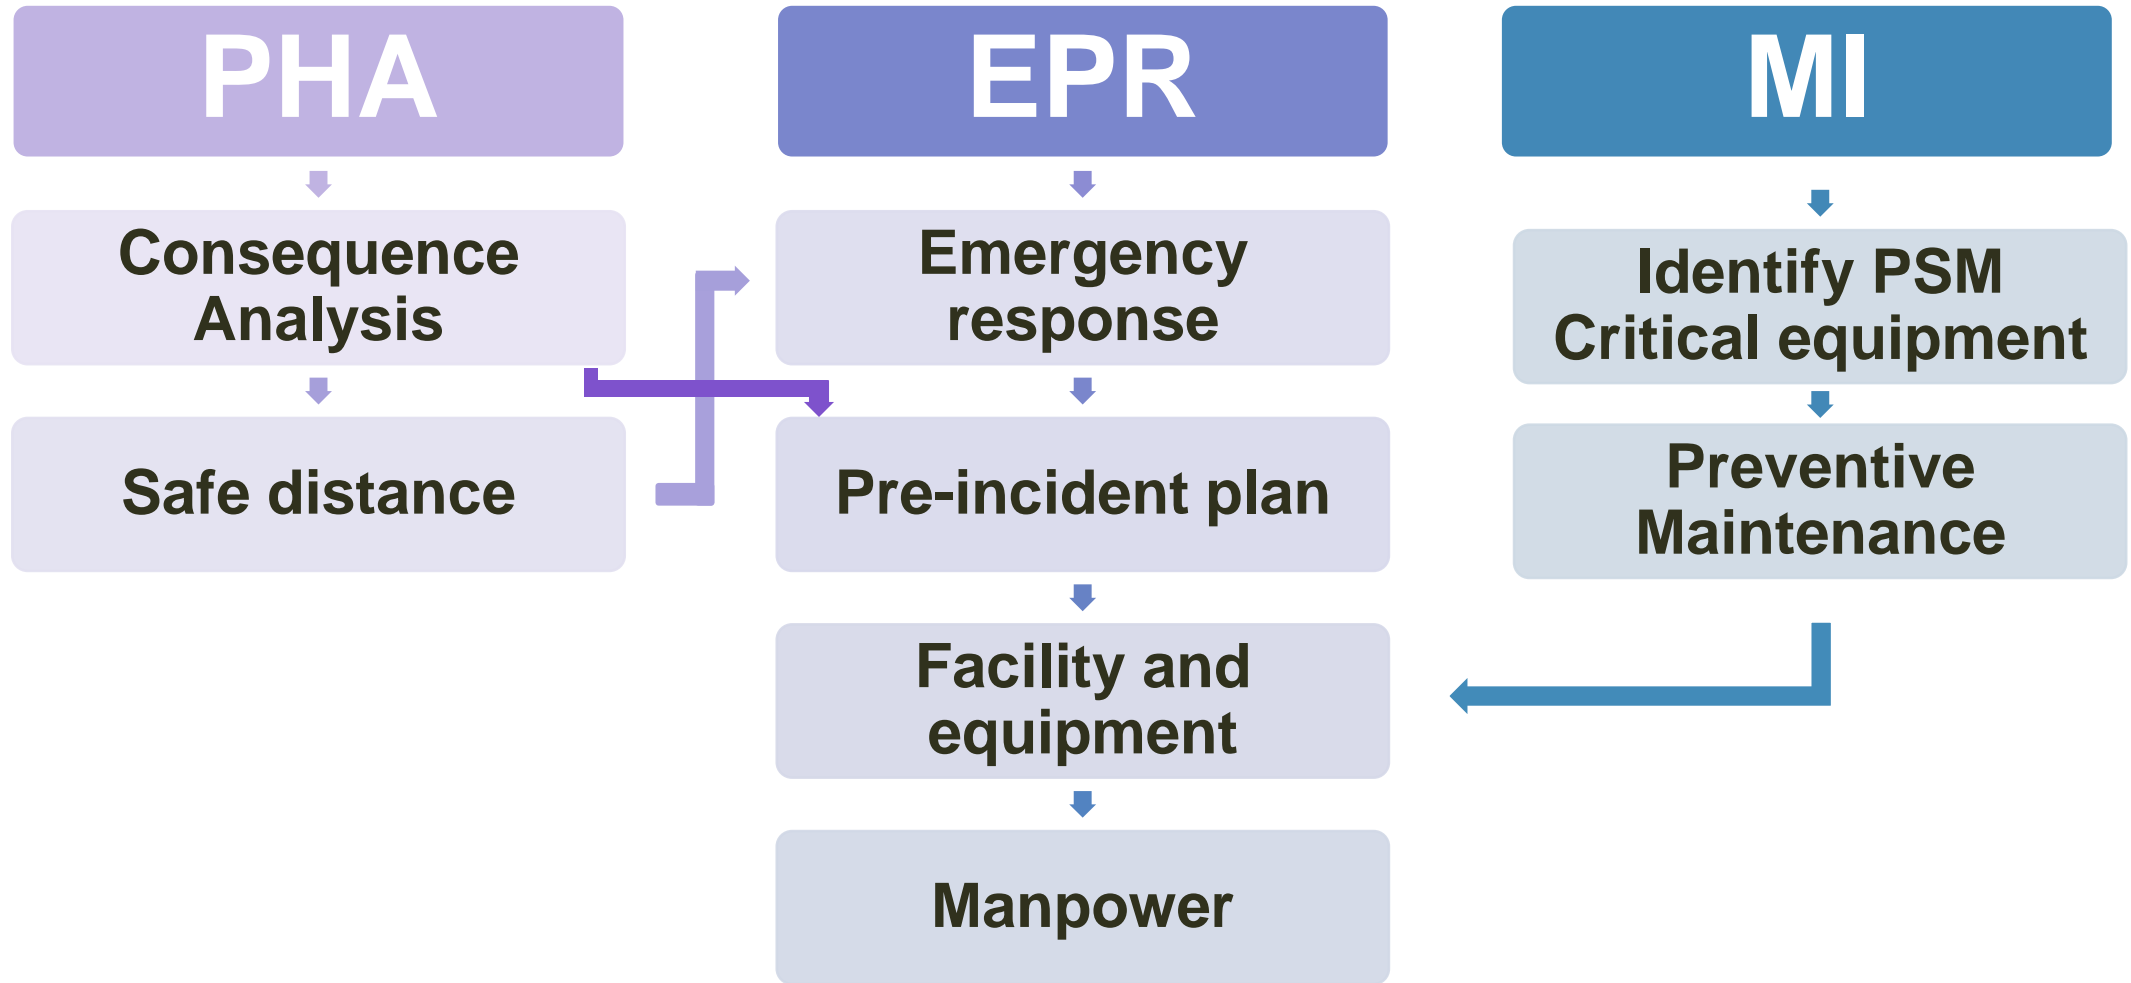 PHA
Consequence
Analysis
Safe distance
EPR
Emergency
response
Pre-incident plan
Facility and
equipment
Manpower
MI
Identify PSM
Critical equipment
Preventive
Maintenance